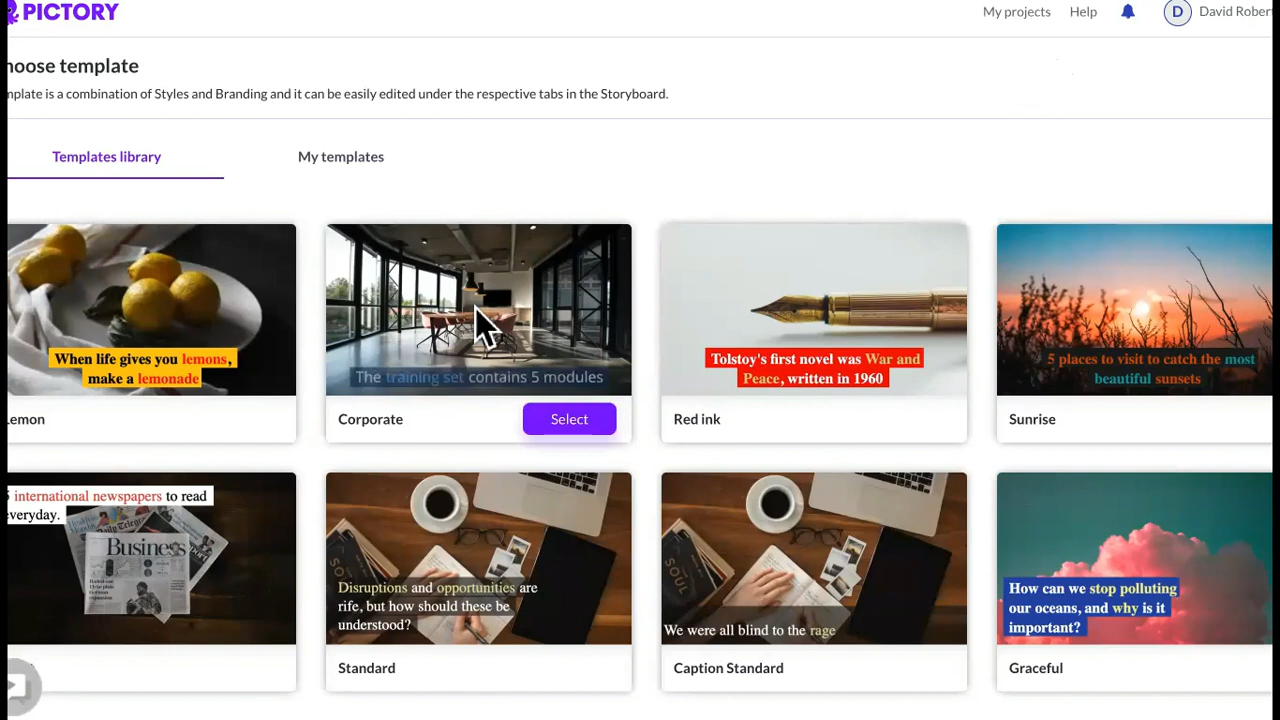 PICTORY
My projects Help D David Rober
hoose template
mplate is a combination of Styles and Branding and it can be easily edited under the respective tabs in the Storyboard.
Templates library My templates
When life gives you lemons,
make a lemonade
The training set contains 5 modules
Tolstoy's first novel was War and
Peace, written in 1960
5 places to visit to catch the most
beautiful sunsets
Lemon
Corporate
Select
Red ink
Sunrise
5 international newspapers to read
everyday.
Business
Disruptions and opportunities are
rife, but how should these be
understood?
SOUL
We were all blind to the rage
How can we stop polluting
our oceans, and why is it
important?
Standard
Caption Standard
Graceful